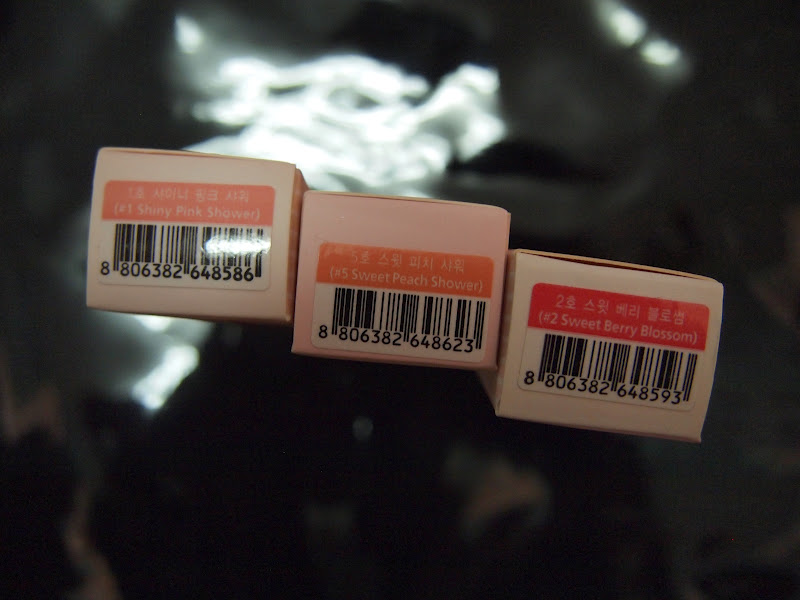 1호 샤이니 핑크 샤워
(#1 Shiny Pink Shower)
8 806382 648586
5호 스윗 피치 샤워
(#5 Sweet Peach Shower)
8 806382 648623
2호 스윗 베리 블로썸
(#2 Sweet Berry Blossom)
8 806382 648593